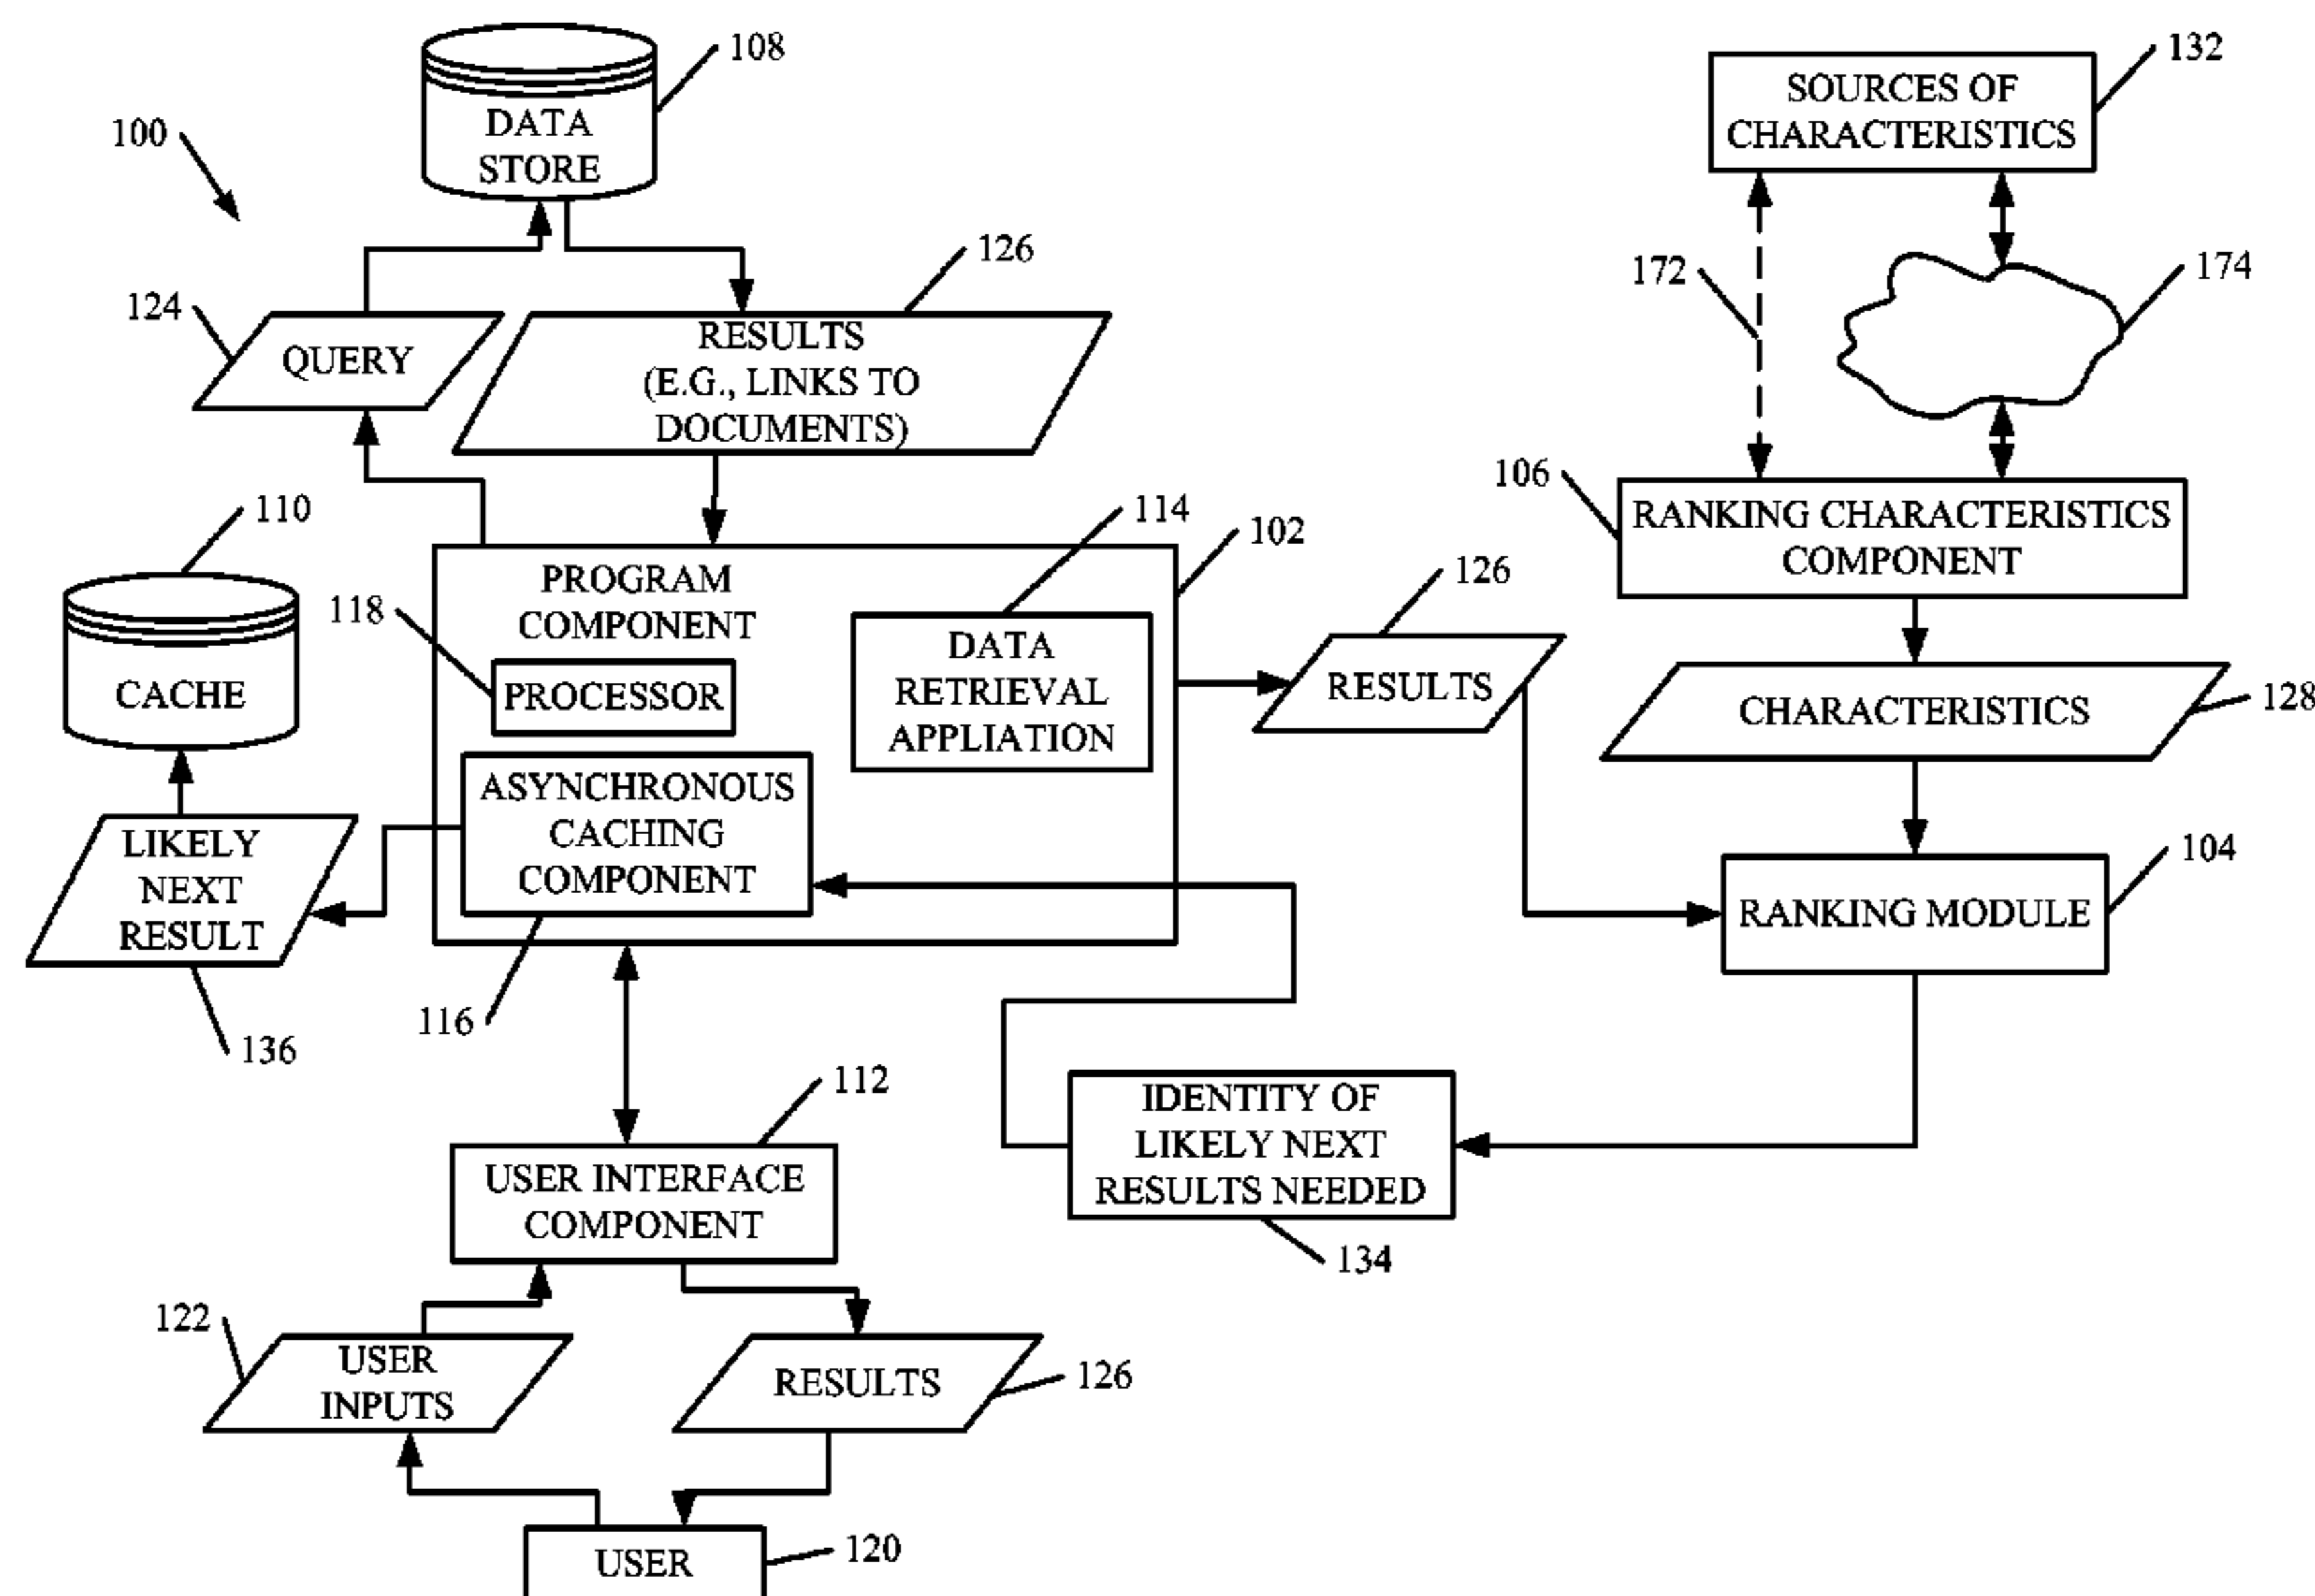 108
DATA
STORE
100
132
SOURCES OF
CHARACTERISTICS
126
124
QUERY
RESULTS
(E.G., LINKS TO
DOCUMENTS)
172
174
106
RANKING CHARACTERISTICS
COMPONENT
110
CACHE
114
102
PROGRAM
COMPONENT
118
PROCESSOR
DATA
RETRIEVAL
APPLIATION
126
RESULTS
CHARACTERISTICS
128
ASYNCHRONOUS
CACHING
COMPONENT
LIKELY
NEXT
RESULT
104
RANKING MODULE
116
136
112
IDENTITY OF
LIKELY NEXT
RESULTS NEEDED
134
USER INTERFACE
COMPONENT
122
USER
INPUTS
RESULTS
126
USER
120